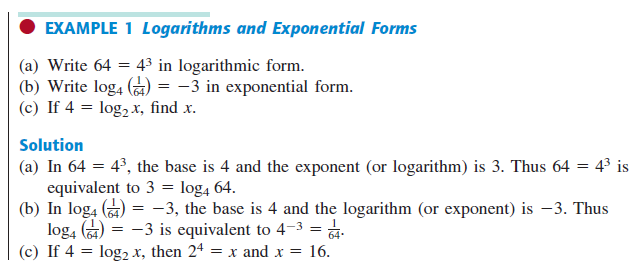 EXAMPLE 1 Logarithms and Exponential Forms
(a) Write 64 = 4³ in logarithmic form.
(b) Write log₄ (1/64) = −3 in exponential form.
(c) If 4 = log₂ x, find x.
Solution
(a) In 64 = 4³, the base is 4 and the exponent (or logarithm) is 3. Thus 64 = 4³ is
equivalent to 3 = log₄ 64.
(b) In log₄ (1/64) = −3, the base is 4 and the logarithm (or exponent) is −3. Thus
log₄ (1/64) = −3 is equivalent to 4⁻³ = 1/64.
(c) If 4 = log₂ x, then 2⁴ = x and x = 16.